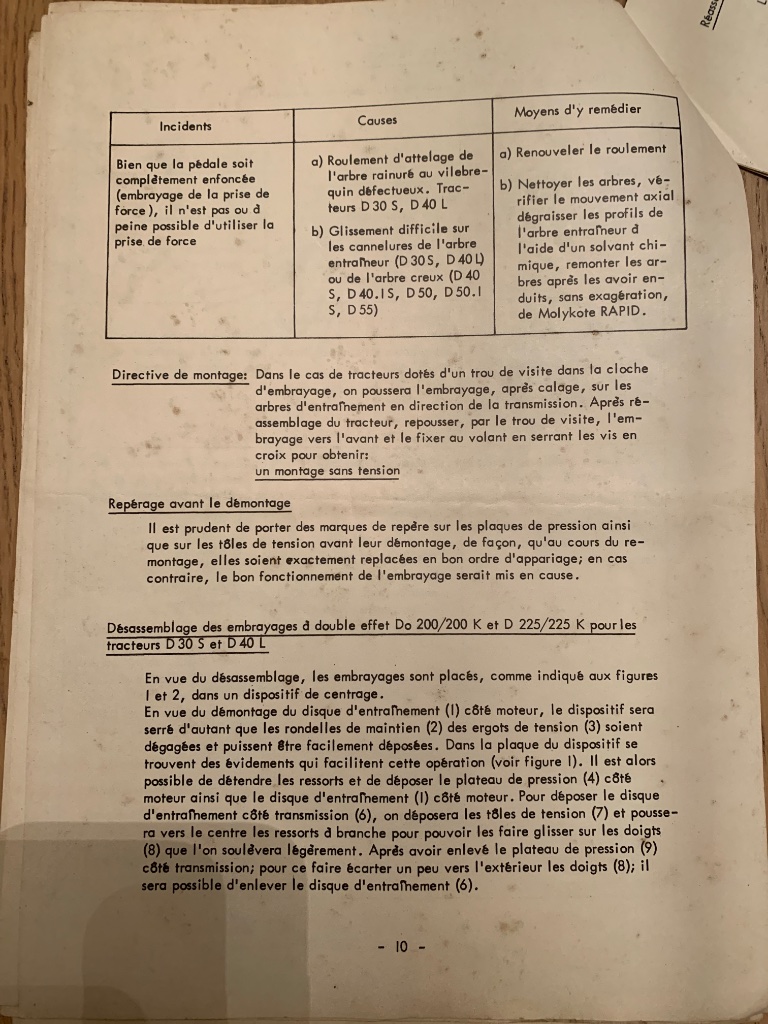 Réass
Incidents
Causes
Moyens d'y remédier
Bien que la pédale soit
complètement enfoncée
(embrayage de la prise de
force), il n'est pas ou à
peine possible d'utiliser la
prise de force
a) Roulement d'attelage de
l'arbre rainuré au vilebre-
quin défectueux. Trac-
teurs D 30 S, D 40 L
b) Glissement difficile sur
les cannelures de l'arbre
entraîneur (D 30 S, D 40 L)
ou de l'arbre creux (D 40
S, D 40.1 S, D 50, D 50.1
S, D 55)
a) Renouveler le roulement
b) Nettoyer les arbres, vé-
rifier le mouvement axial
dégraisser les profils de
l'arbre entraîneur à
l'aide d'un solvant chi-
mique, remonter les ar-
bres après les avoir en-
duits, sans exagération,
de Molykote RAPID.
Directive de montage: Dans le cas de tracteurs dotés d'un trou de visite dans la cloche
d'embrayage, on poussera l'embrayage, après calage, sur les
arbres d'entraînement en direction de la transmission. Après ré-
assemblage du tracteur, repousser, par le trou de visite, l'em-
brayage vers l'avant et le fixer au volant en serrant les vis en
croix pour obtenir:
un montage sans tension
Repérage avant le démontage
Il est prudent de porter des marques de repère sur les plaques de pression ainsi
que sur les tôles de tension avant leur démontage, de façon, qu'au cours du re-
montage, elles soient exactement replacées en bon ordre d'appariage; en cas
contraire, le bon fonctionnement de l'embrayage serait mis en cause.
Désassemblage des embrayages à double effet Do 200/200 K et D 225/225 K pour les
tracteurs D 30 S et D 40 L
En vue du désassemblage, les embrayages sont placés, comme indiqué aux figures
1 et 2, dans un dispositif de centrage.
En vue du démontage du disque d'entraînement (1) côté moteur, le dispositif sera
serré d'autant que les rondelles de maintien (2) des ergots de tension (3) soient
dégagées et puissent être facilement déposées. Dans la plaque du dispositif se
trouvent des évidements qui facilitent cette opération (voir figure 1). Il est alors
possible de détendre les ressorts et de déposer le plateau de pression (4) côté
moteur ainsi que le disque d'entraînement (1) côté moteur. Pour déposer le disque
d'entraînement côté transmission (6), on déposera les tôles de tension (7) et pousse-
ra vers le centre les ressorts à branche pour pouvoir les faire glisser sur les doigts
(8) que l'on soulèvera légèrement. Après avoir enlevé le plateau de pression (9)
côté transmission; pour ce faire écarter un peu vers l'extérieur les doigts (8); il
sera possible d'enlever le disque d'entraînement (6).
- 10 -